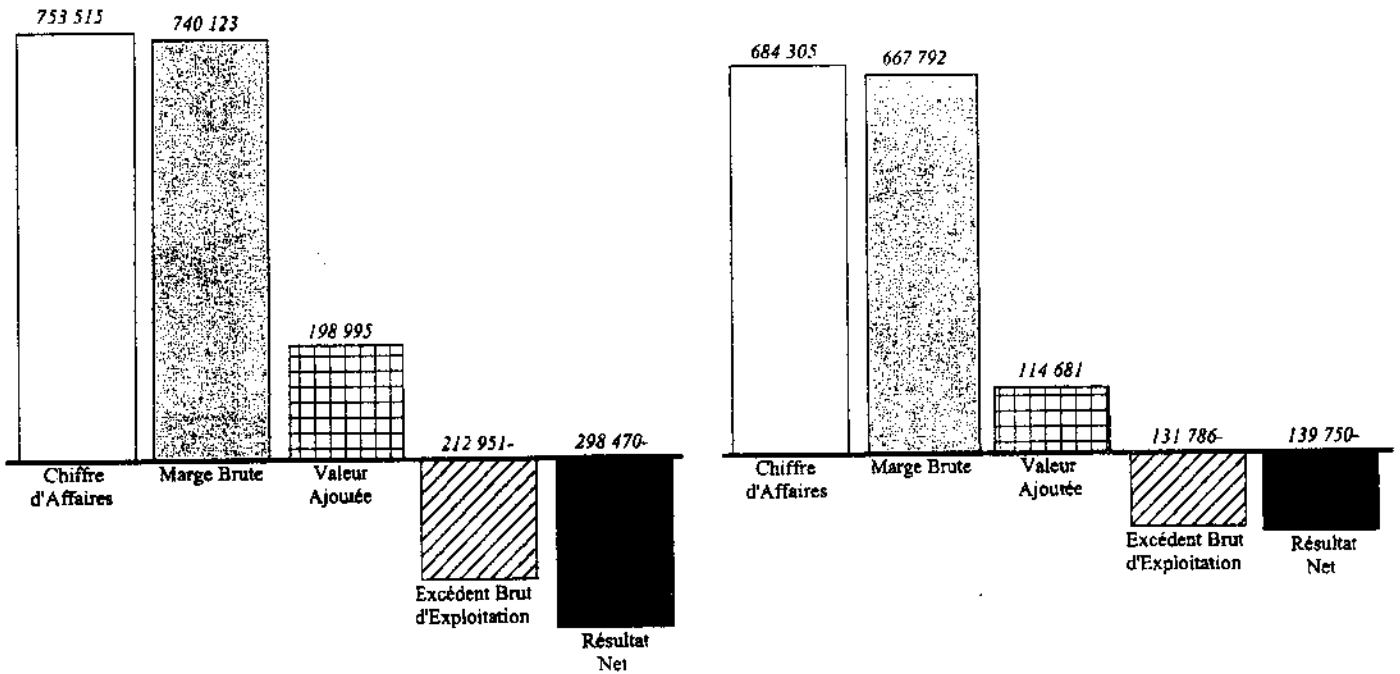 753 515
740 123
198 995
212 951-
298 470-
Chiffre
d'Affaires
Marge Brute
Valeur
Ajoutée
Excédent Brut
d'Exploitation
Résultat
Net
684 305
667 792
114 681
131 786-
139 750-
Chiffre
d'Affaires
Marge Brute
Valeur
Ajoutée
Excédent Brut
d'Exploitation
Résultat
Net